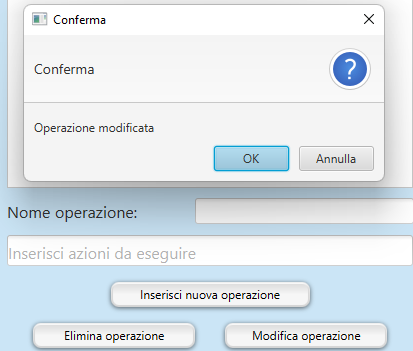 Conferma
Conferma
?
Operazione modificata
OK
Annulla
Nome operazione:
Inserisci azioni da eseguire
Inserisci nuova operazione
Elimina operazione
Modifica operazione